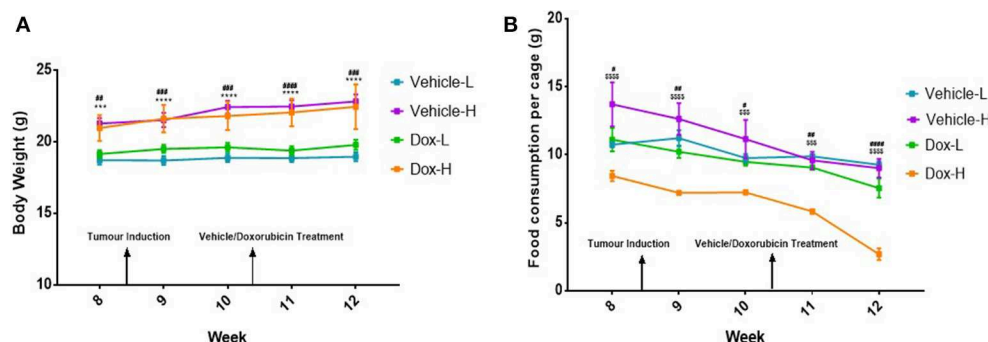 A
Body Weight (g)
25
20
15
10
##
***
###
****
###
****
####
****
###
****
Tumour Induction
Vehicle/Doxorubicin Treatment
8
9
10
11
12
Week
Vehicle-L
Vehicle-H
Dox-L
Dox-H
B
Food consumption per cage (g)
20
15
10
5
0
#
$$$$
##
$$$$
#
$$$
##
$$$
####
$$$$
Tumour Induction
Vehicle/Doxorubicin Treatment
8
9
10
11
12
Week
Vehicle-L
Vehicle-H
Dox-L
Dox-H